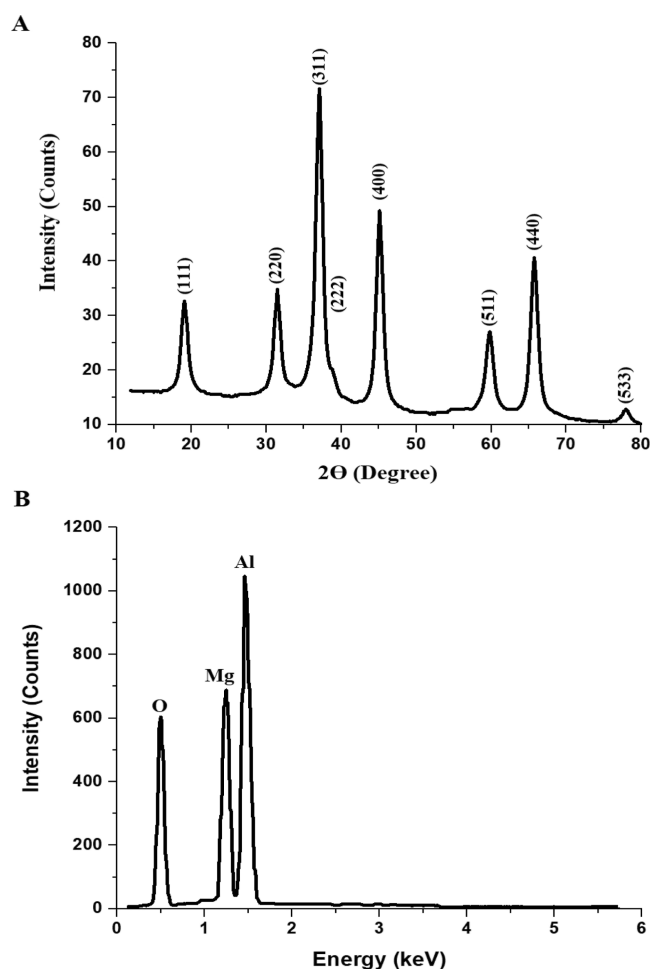 A
80
70
60
50
40
30
20
10
Intensity (Counts)
(111)
(220)
(311)
(222)
(400)
(511)
(440)
(533)
10 20 30 40 50 60 70 80
2Θ (Degree)
B
1200
1000
800
600
400
200
0
Intensity (Counts)
O
Mg
Al
0 1 2 3 4 5 6
Energy (keV)